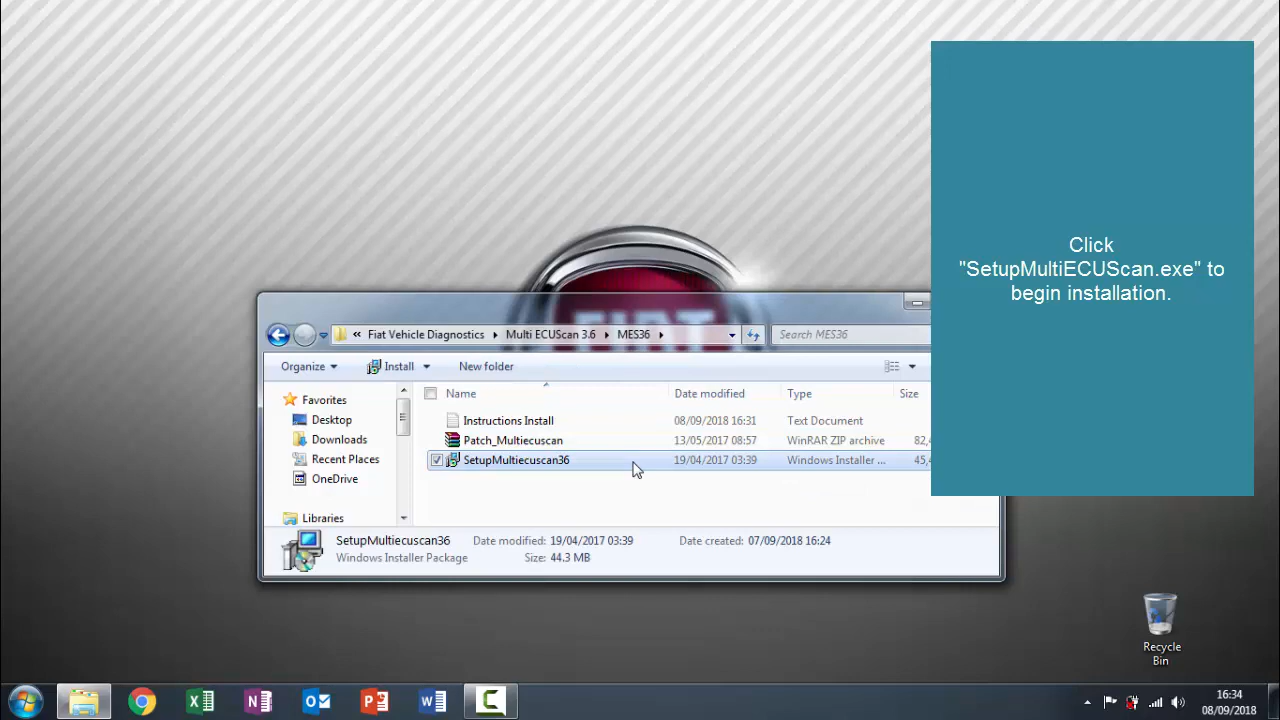 Click
"SetupMultiECUScan.exe" to
begin installation.
« Fiat Vehicle Diagnostics Multi ECUScan 3.6 MES36
Search MES36
Organize Install New folder
Name Date modified Type Size
Favorites
Desktop
Downloads
Recent Places
OneDrive
Libraries
Instructions Install 08/09/2018 16:31 Text Document
Patch_Multiecuscan 13/05/2017 08:57 WinRAR ZIP archive 82,
SetupMultiecuscan36 19/04/2017 03:39 Windows Installer ... 45,
SetupMultiecuscan36 Date modified: 19/04/2017 03:39 Date created: 07/09/2018 16:24
Windows Installer Package Size: 44.3 MB
Recycle
Bin
16:34
08/09/2018